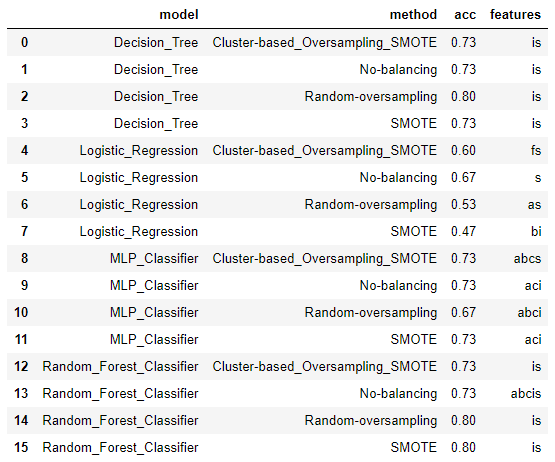 model method acc features
0 Decision_Tree Cluster-based_Oversampling_SMOTE 0.73 is
1 Decision_Tree No-balancing 0.73 is
2 Decision_Tree Random-oversampling 0.80 is
3 Decision_Tree SMOTE 0.73 is
4 Logistic_Regression Cluster-based_Oversampling_SMOTE 0.60 fs
5 Logistic_Regression No-balancing 0.67 s
6 Logistic_Regression Random-oversampling 0.53 as
7 Logistic_Regression SMOTE 0.47 bi
8 MLP_Classifier Cluster-based_Oversampling_SMOTE 0.73 abcs
9 MLP_Classifier No-balancing 0.73 aci
10 MLP_Classifier Random-oversampling 0.67 abci
11 MLP_Classifier SMOTE 0.73 aci
12 Random_Forest_Classifier Cluster-based_Oversampling_SMOTE 0.73 is
13 Random_Forest_Classifier No-balancing 0.73 abcis
14 Random_Forest_Classifier Random-oversampling 0.80 is
15 Random_Forest_Classifier SMOTE 0.80 is